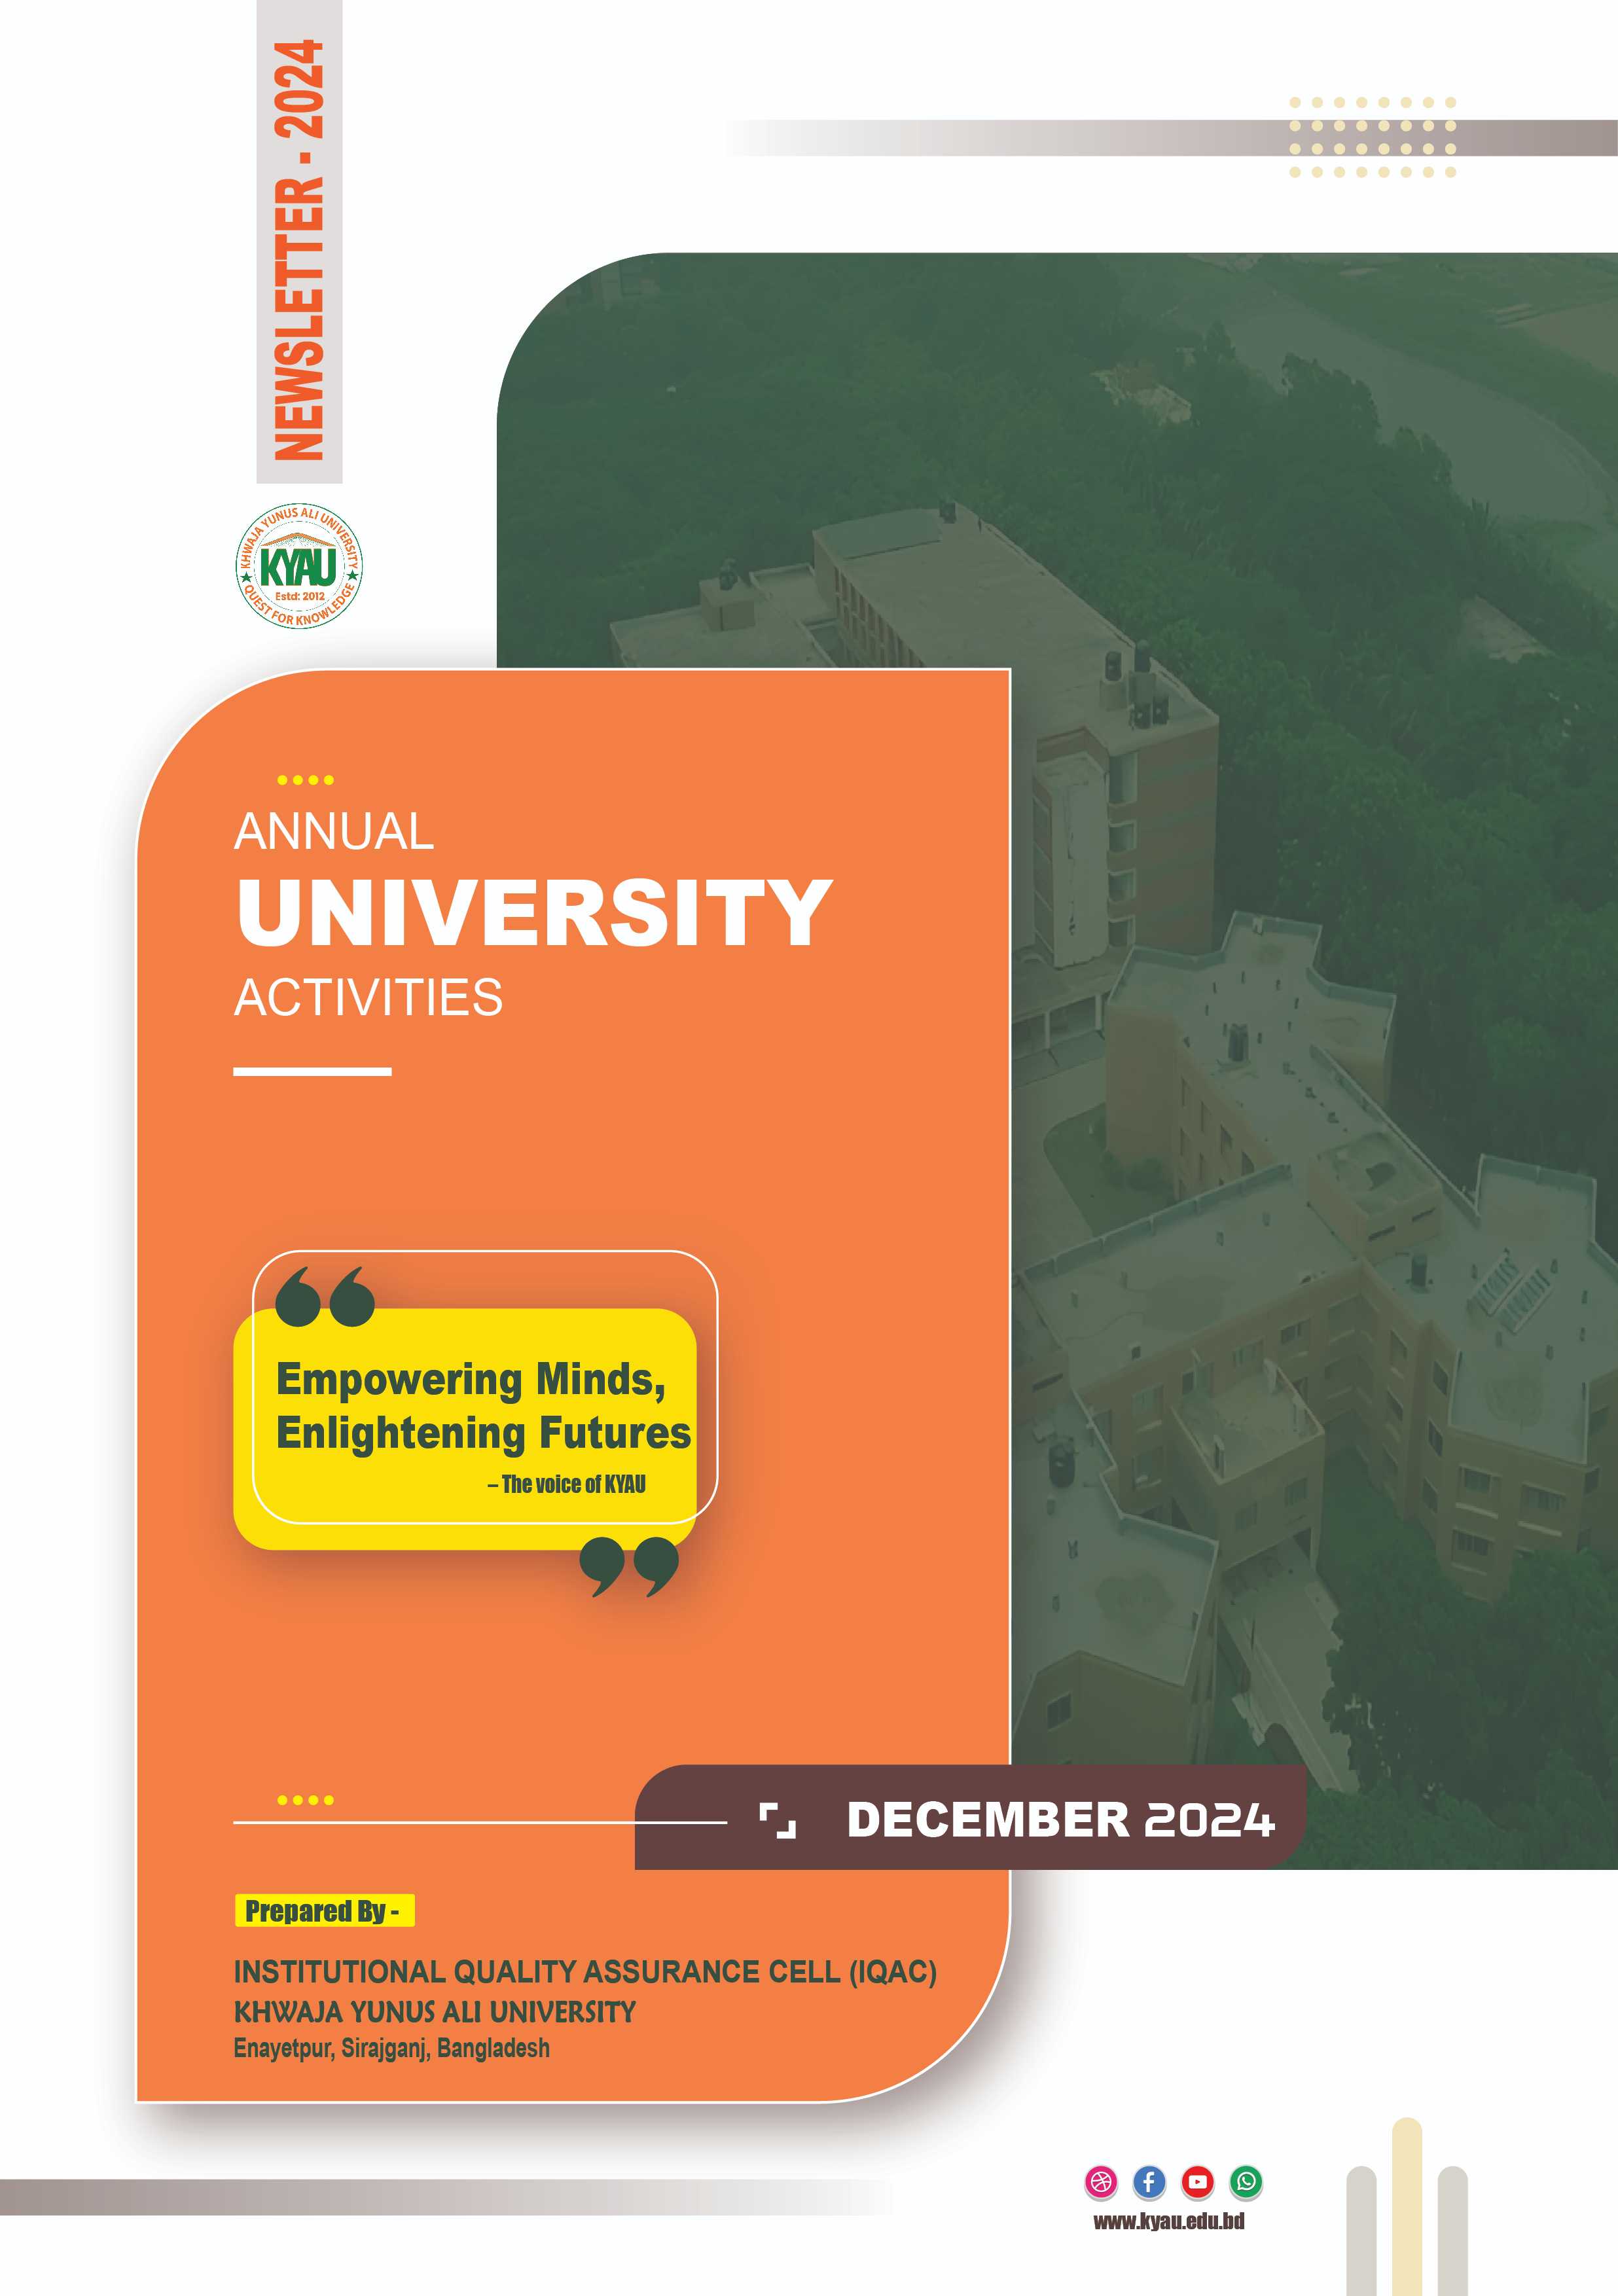 NEWSLETTER - 2024
KHWAJA YUNUS ALI UNIVERSITY
KYAU
Estd: 2012
QUEST FOR KNOWLEDGE
ANNUAL
UNIVERSITY
ACTIVITIES
“
Empowering Minds,
Enlightening Futures
– The voice of KYAU
”
DECEMBER 2024
Prepared By -
INSTITUTIONAL QUALITY ASSURANCE CELL (IQAC)
KHWAJA YUNUS ALI UNIVERSITY
Enayetpur, Sirajganj, Bangladesh
www.kyau.edu.bd